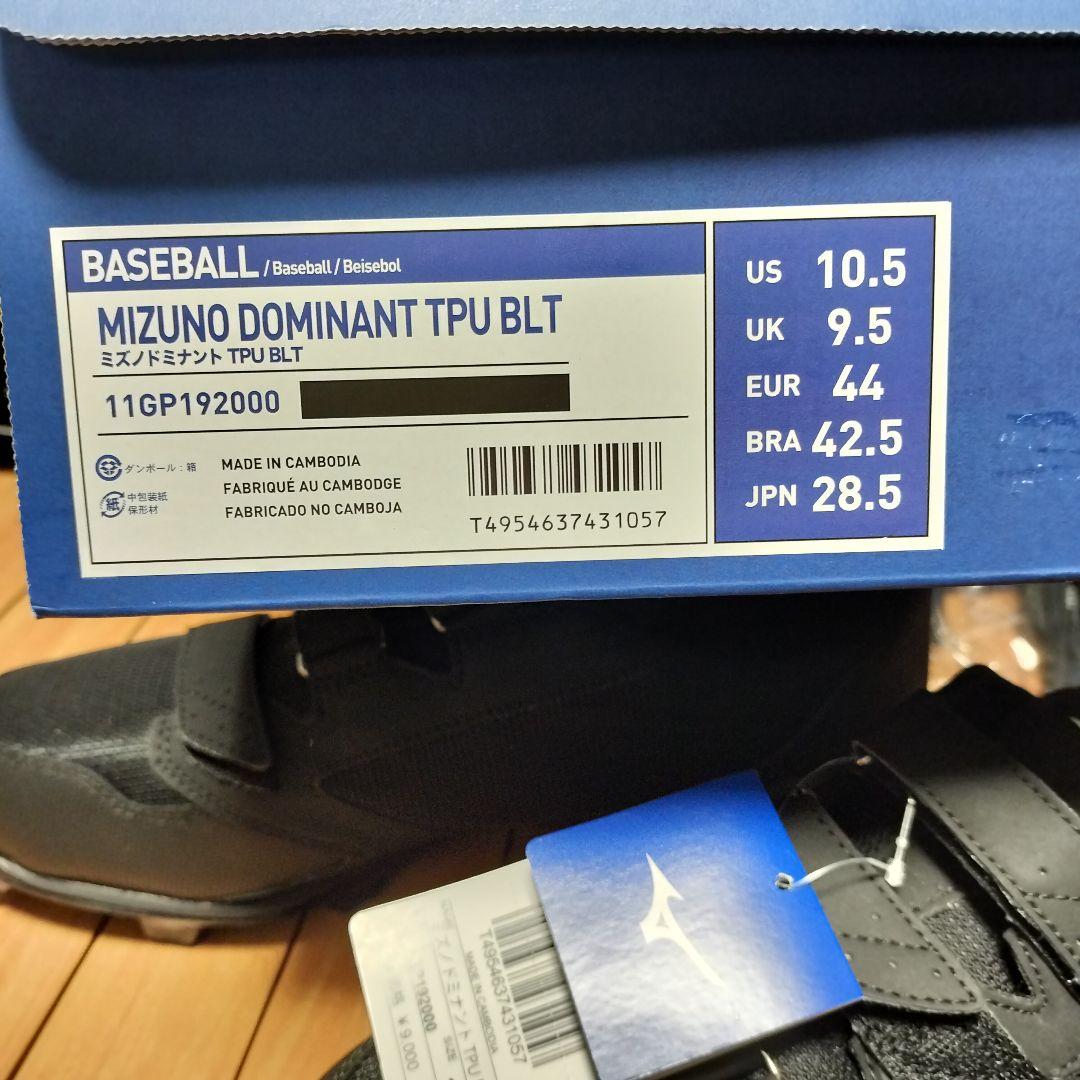 BASEBALL /Baseball/Beisebol
MIZUNO DOMINANT TPU BLT
ミズノドミナント TPU BLT
11GP192000
ダンボール:箱
紙
中包装紙
保形材
MADE IN CAMBODIA
FABRIQUÉ AU CAMBODGE
FABRICADO NO CAMBOJA
T4954637431057
US 10.5
UK 9.5
EUR 44
BRA 42.5
JPN 28.5
T4954637431057
MADE IN CAMBODIA
ミズノドミナント TPU
192000 SIZE
¥9,000